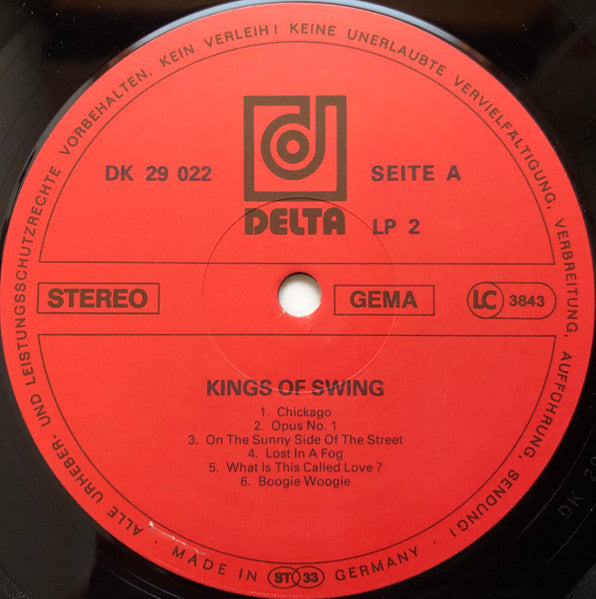 ALLE URHEBER- UND LEISTUNGSSCHUTZRECHTE VORBEHALTEN. KEIN VERLEIH! KEINE UNERLAUBTE VERVIELFÄLTIGUNG, VERBREITUNG, AUFFÜHRUNG, SENDUNG!
DELTA
DK 29 022
SEITE A
LP 2
STEREO
GEMA
LC 3843
KINGS OF SWING
1. Chickago
2. Opus No. 1
3. On The Sunny Side Of The Street
4. Lost In A Fog
5. What Is This Called Love?
6. Boogie Woogie
· MADE IN ST 33 GERMANY ·
DK